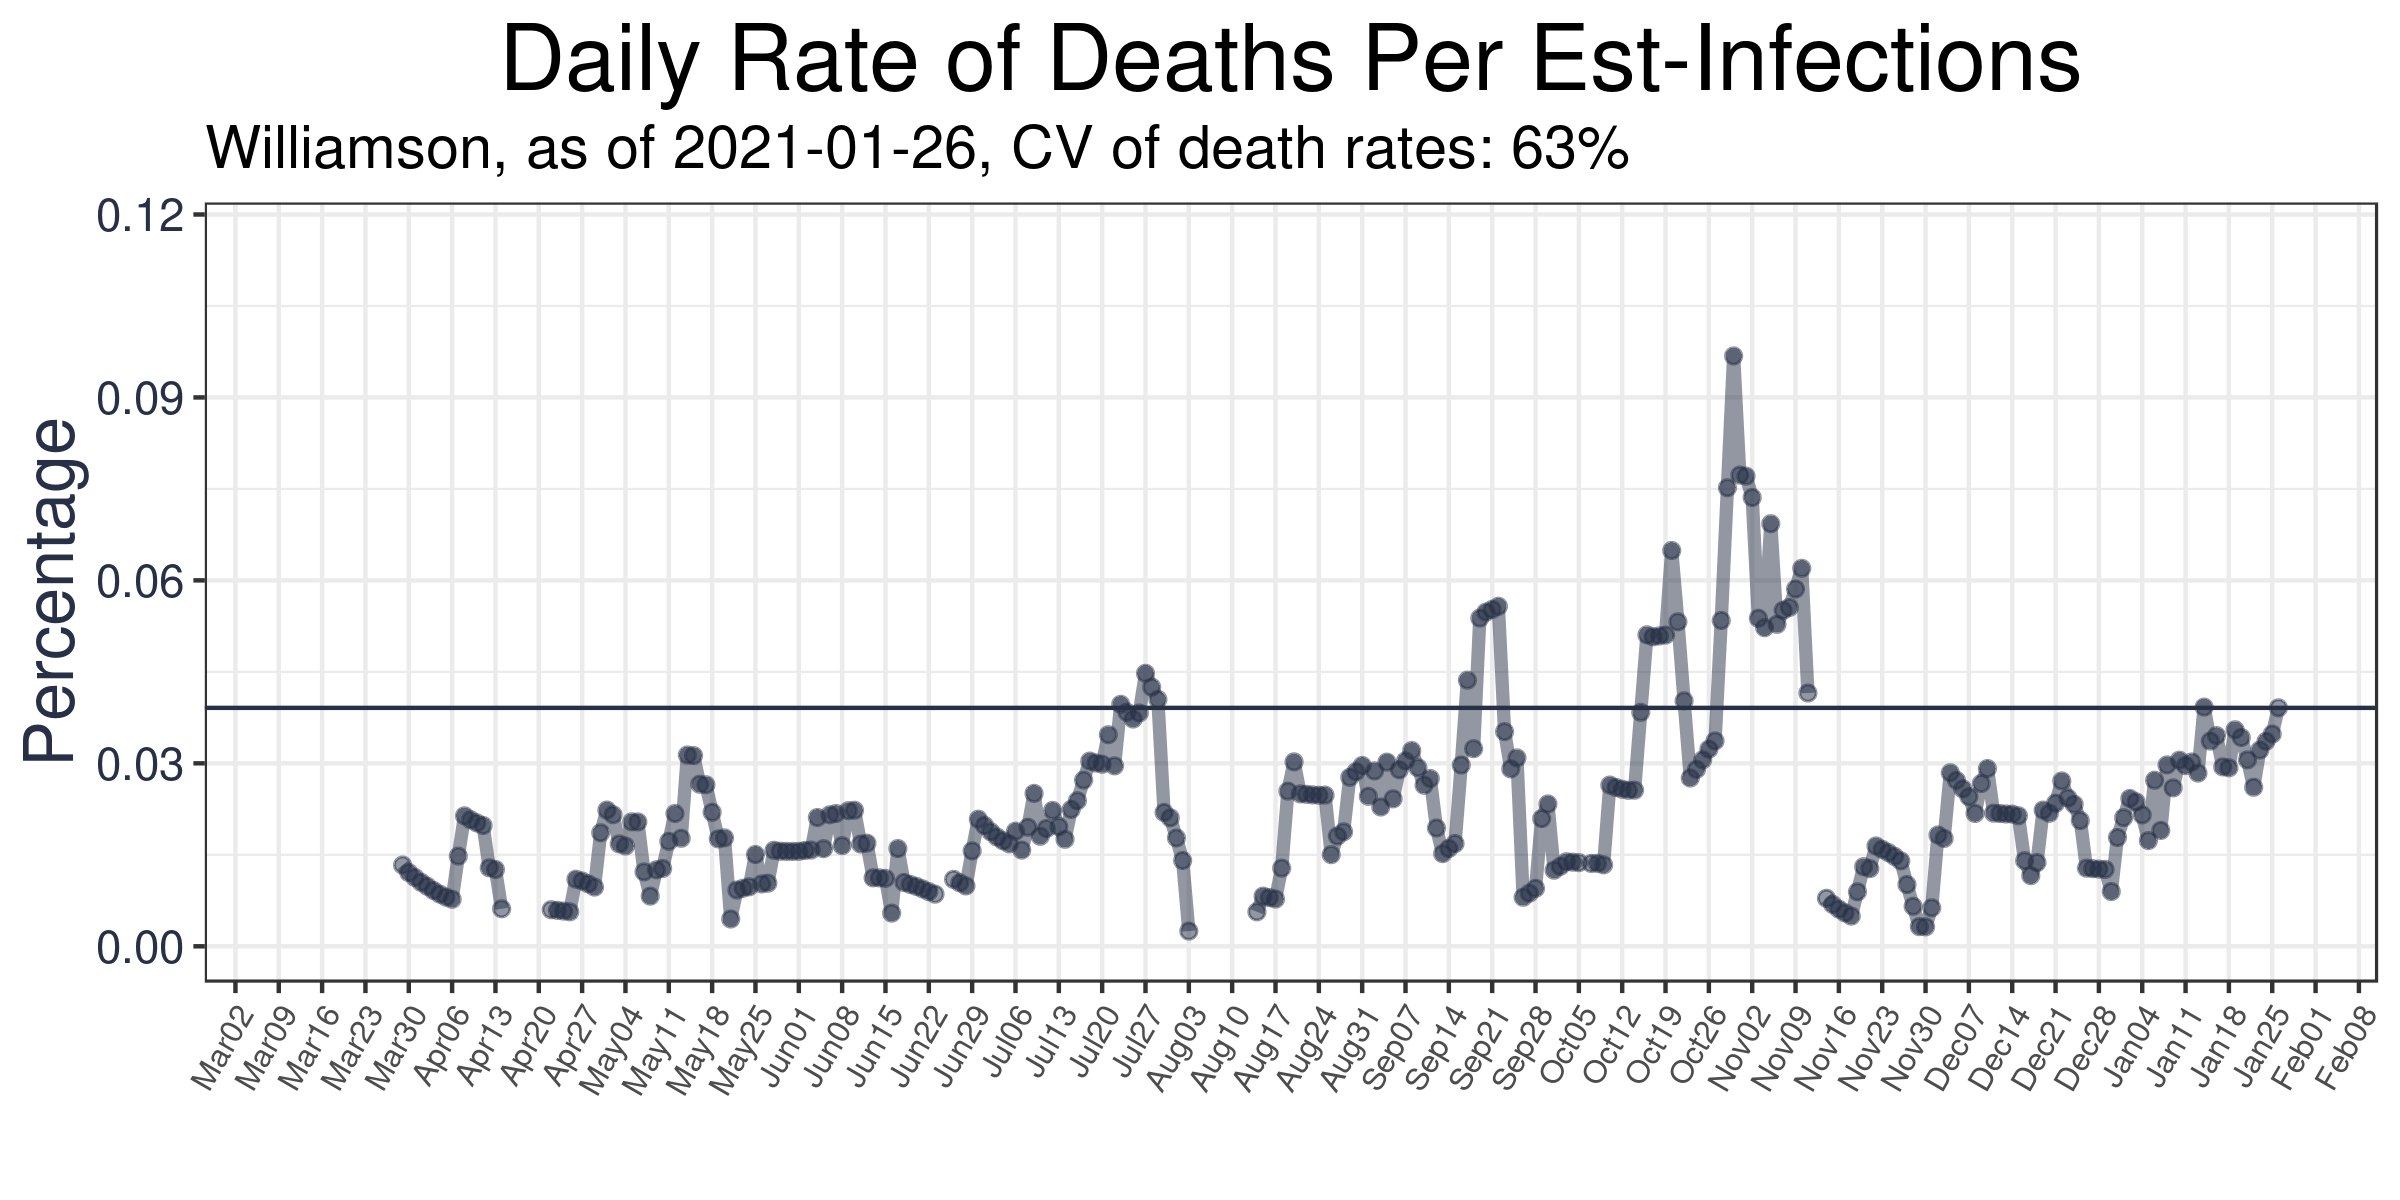 Daily Rate of Deaths Per Est-Infections
Williamson, as of 2021-01-26, CV of death rates: 63%
Percentage
0.12
0.09
0.06
0.03
0.00
Mar02 Mar09 Mar16 Mar23 Mar30 Apr06 Apr13 Apr20 Apr27 May04 May11 May18 May25 Jun01 Jun08 Jun15 Jun22 Jun29 Jul06 Jul13 Jul20 Jul27 Aug03 Aug10 Aug17 Aug24 Aug31 Sep07 Sep14 Sep21 Sep28 Oct05 Oct12 Oct19 Oct26 Nov02 Nov09 Nov16 Nov23 Nov30 Dec07 Dec14 Dec21 Dec28 Jan04 Jan11 Jan18 Jan25 Feb01 Feb08